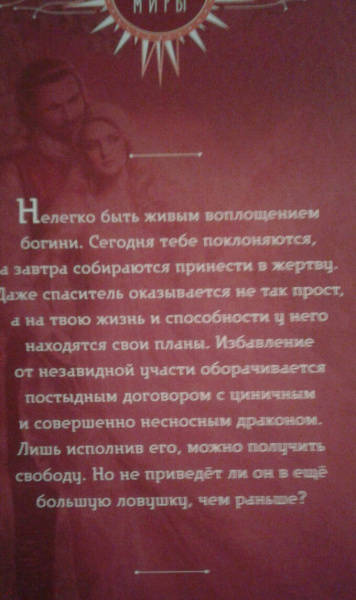 МИРЫ
Нелегко быть живым воплощением
богини. Сегодня тебе поклоняются,
а завтра собираются принести в жертву.
Даже спаситель оказывается не так прост,
а на твою жизнь и способности у него
находятся свои планы. Избавление
от незавидной участи оборачивается
постыдным договором с циничным
и совершенно несносным драконом.
Лишь исполнив его, можно получить
свободу. Но не приведёт ли он в ещё
большую ловушку, чем раньше?